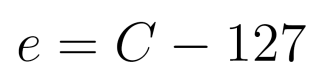 e = C − 127